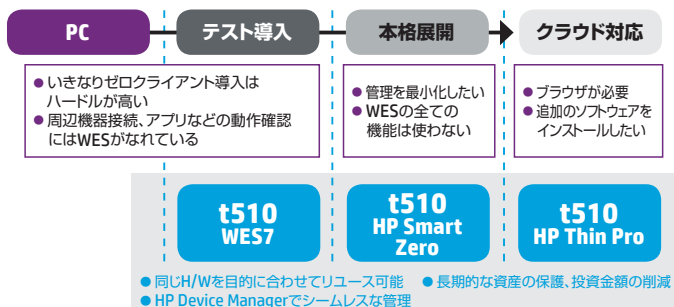 PC
テスト導入
本格展開
クラウド対応
●いきなりゼロクライアント導入は
ハードルが高い
●周辺機器接続、アプリなどの動作確認
にはWESがなれている
●管理を最小化したい
●WESの全ての
機能は使わない
●ブラウザが必要
●追加のソフトウェアを
インストールしたい
t510
WES7
t510
HP Smart
Zero
t510
HP Thin Pro
●同じH/Wを目的に合わせてリユース可能
●長期的な資産の保護、投資金額の削減
●HP Device Managerでシームレスな管理